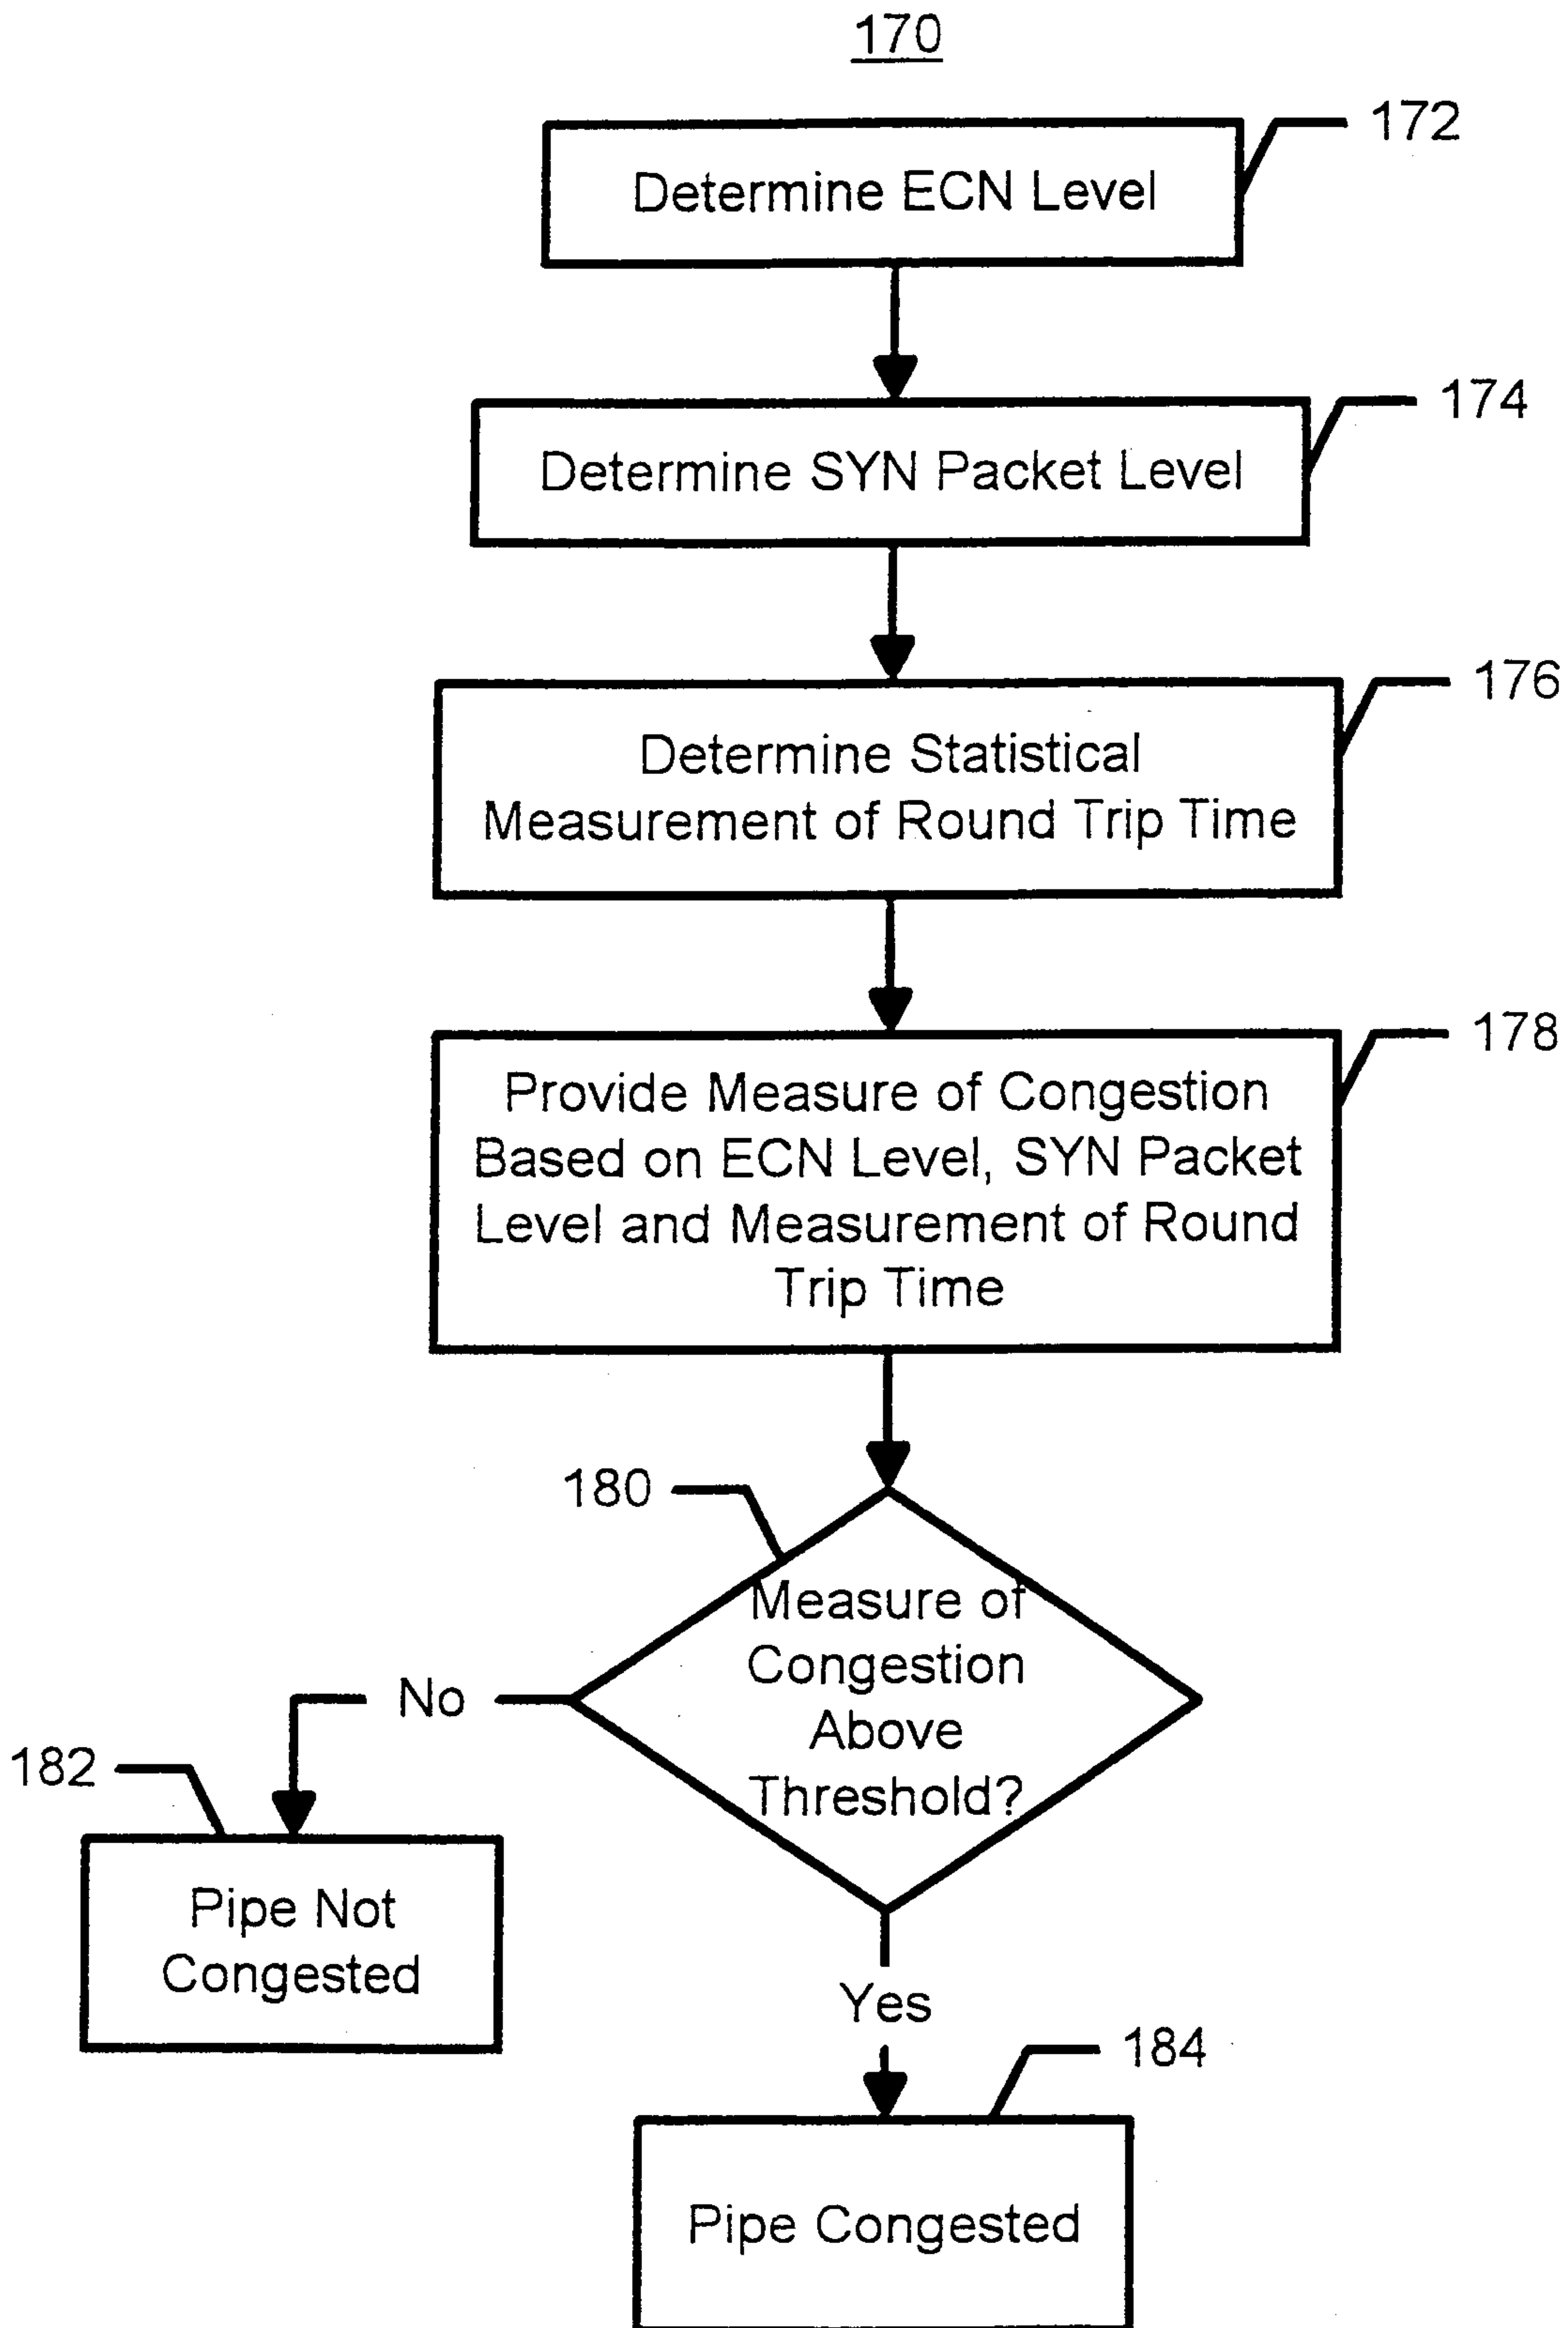 170
172
Determine ECN Level
174
Determine SYN Packet Level
176
Determine Statistical
Measurement of Round Trip Time
178
Provide Measure of Congestion
Based on ECN Level, SYN Packet
Level and Measurement of Round
Trip Time
180
Measure of
Congestion
Above
Threshold?
No
182
Pipe Not
Congested
Yes
184
Pipe Congested